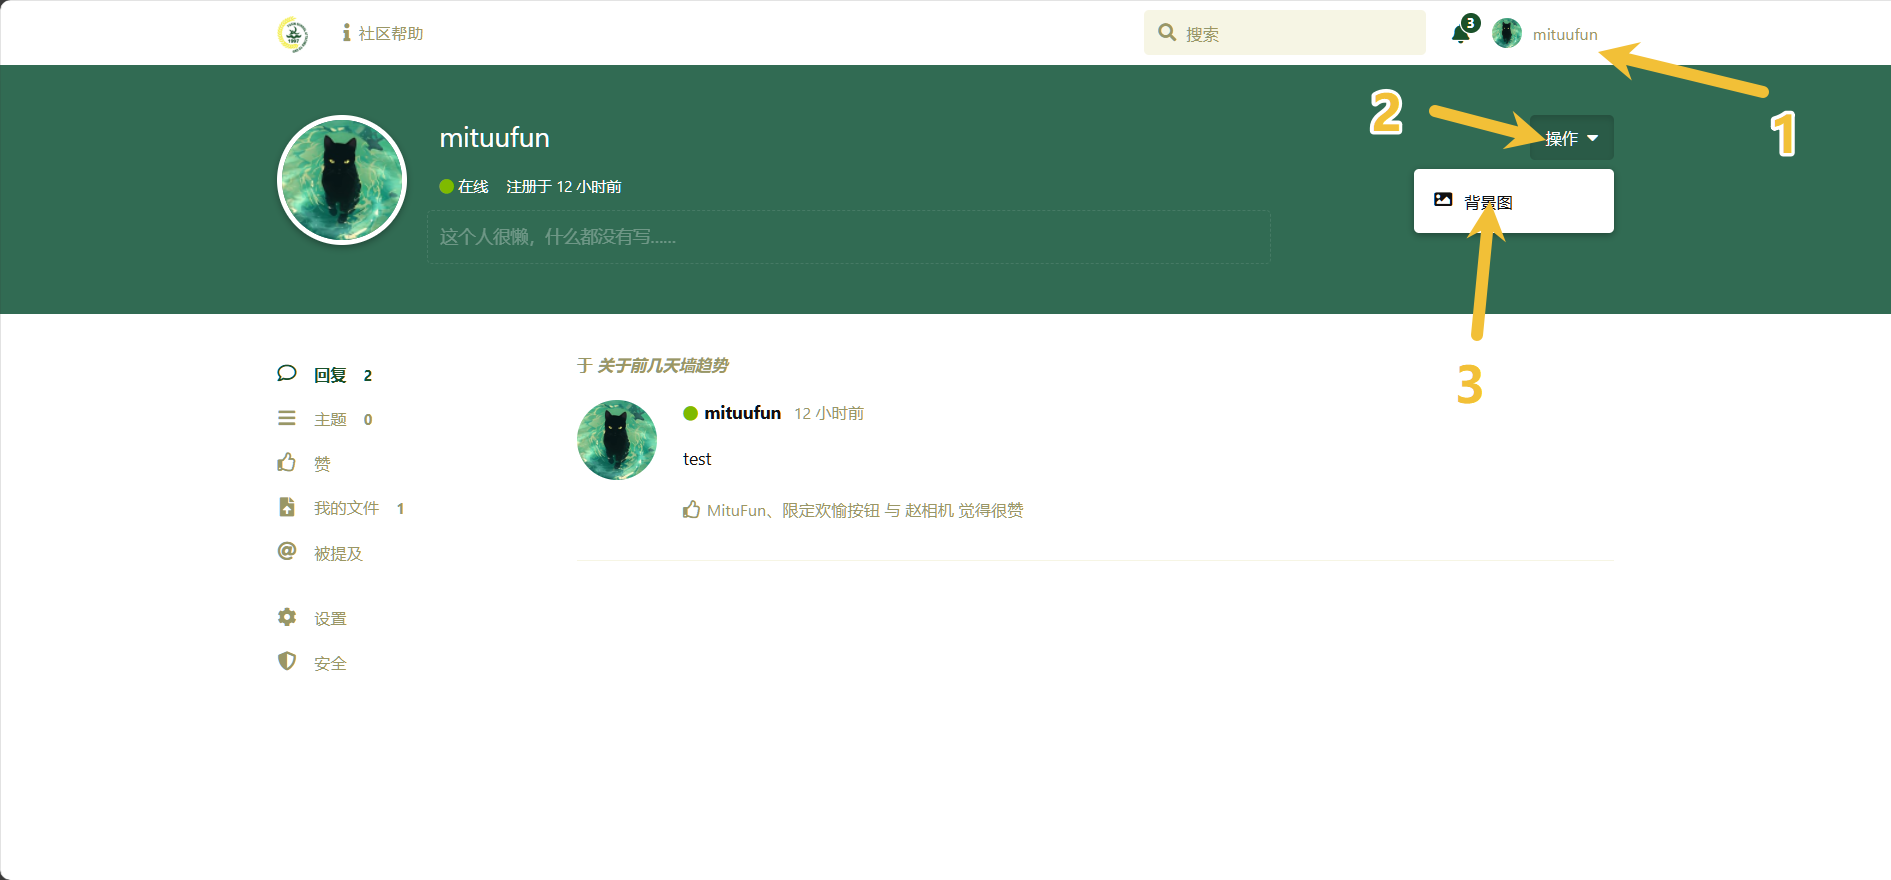 社区帮助
搜索
3
mituufun
1
2
mituufun
操作
在线 注册于 12 小时前
背景图
这个人很懒，什么都没有写......
3
回复 2
主题 0
赞
我的文件 1
被提及
设置
安全
于 关于前几天墙趋势
mituufun 12 小时前
test
MituFun、限定欢愉按钮 与 赵相机 觉得很赞